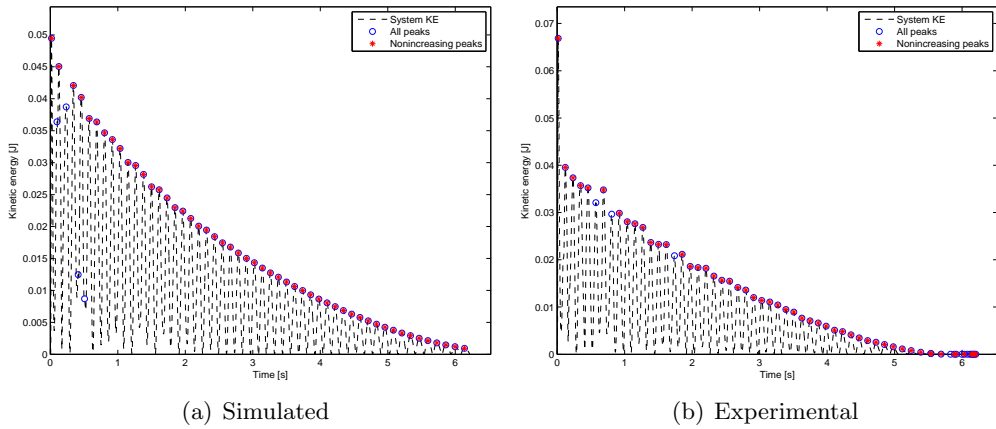 System KE
All peaks
Nonincreasing peaks
0.05
0.045
0.04
0.035
0.03
0.025
0.02
0.015
0.01
0.005
0
Kinetic energy [J]
0 1 2 3 4 5 6
Time [s]
(a) Simulated
System KE
All peaks
Nonincreasing peaks
0.07
0.06
0.05
0.04
0.03
0.02
0.01
0
Kinetic energy [J]
0 1 2 3 4 5 6
Time [s]
(b) Experimental